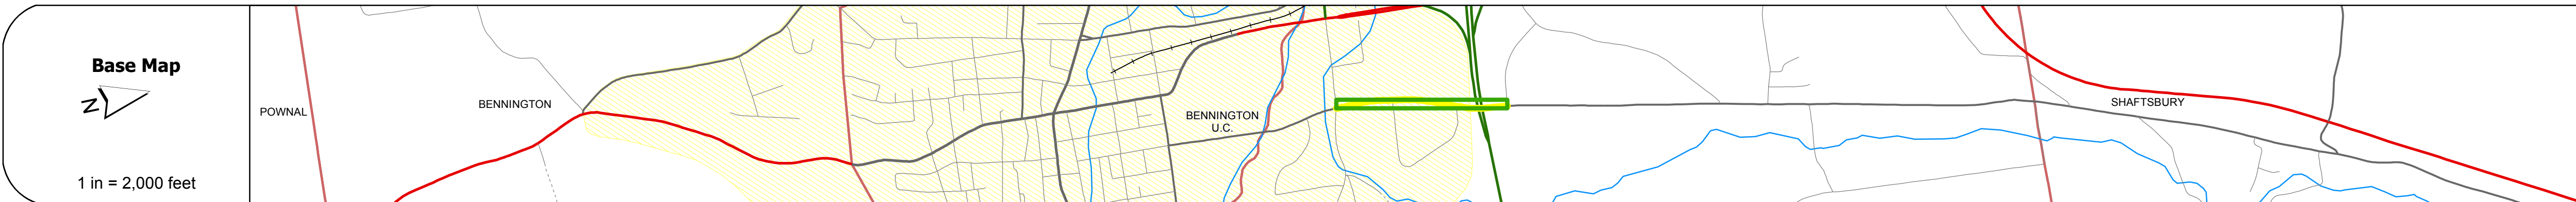 Base Map
N
1 in = 2,000 feet
POWNAL
BENNINGTON
BENNINGTON
U.C.
SHAFTSBURY